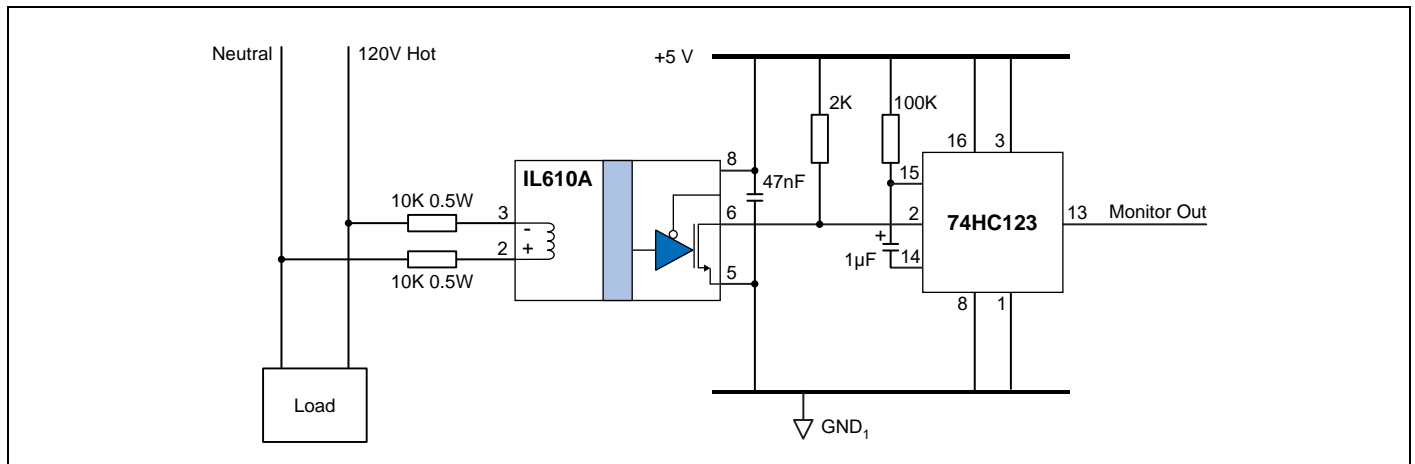 Neutral
120V Hot
+5 V
2K
100K
16
3
8
IL610A
47nF
15
10K 0.5W
3
-
6
2
74HC123
13
Monitor Out
+
2
+
1µF
14
10K 0.5W
5
8
1
Load
GND1